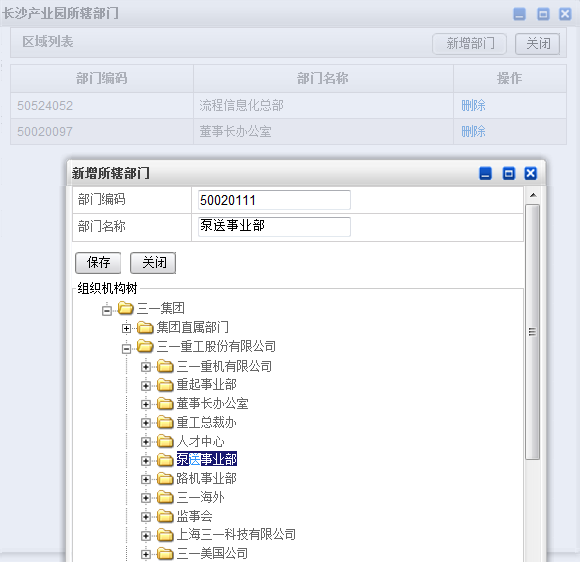 长沙产业园所辖部门
区域列表 新增部门 关闭
部门编码 部门名称 操作
50524052 流程信息化总部 删除
50020097 董事长办公室 删除
新增所辖部门
部门编码 50020111
部门名称 泵送事业部
保存 关闭
组织机构树
三一集团
集团直属部门
三一重工股份有限公司
三一重机有限公司
重起事业部
董事长办公室
重工总裁办
人才中心
泵送事业部
路机事业部
三一海外
监事会
上海三一科技有限公司
三一美国公司